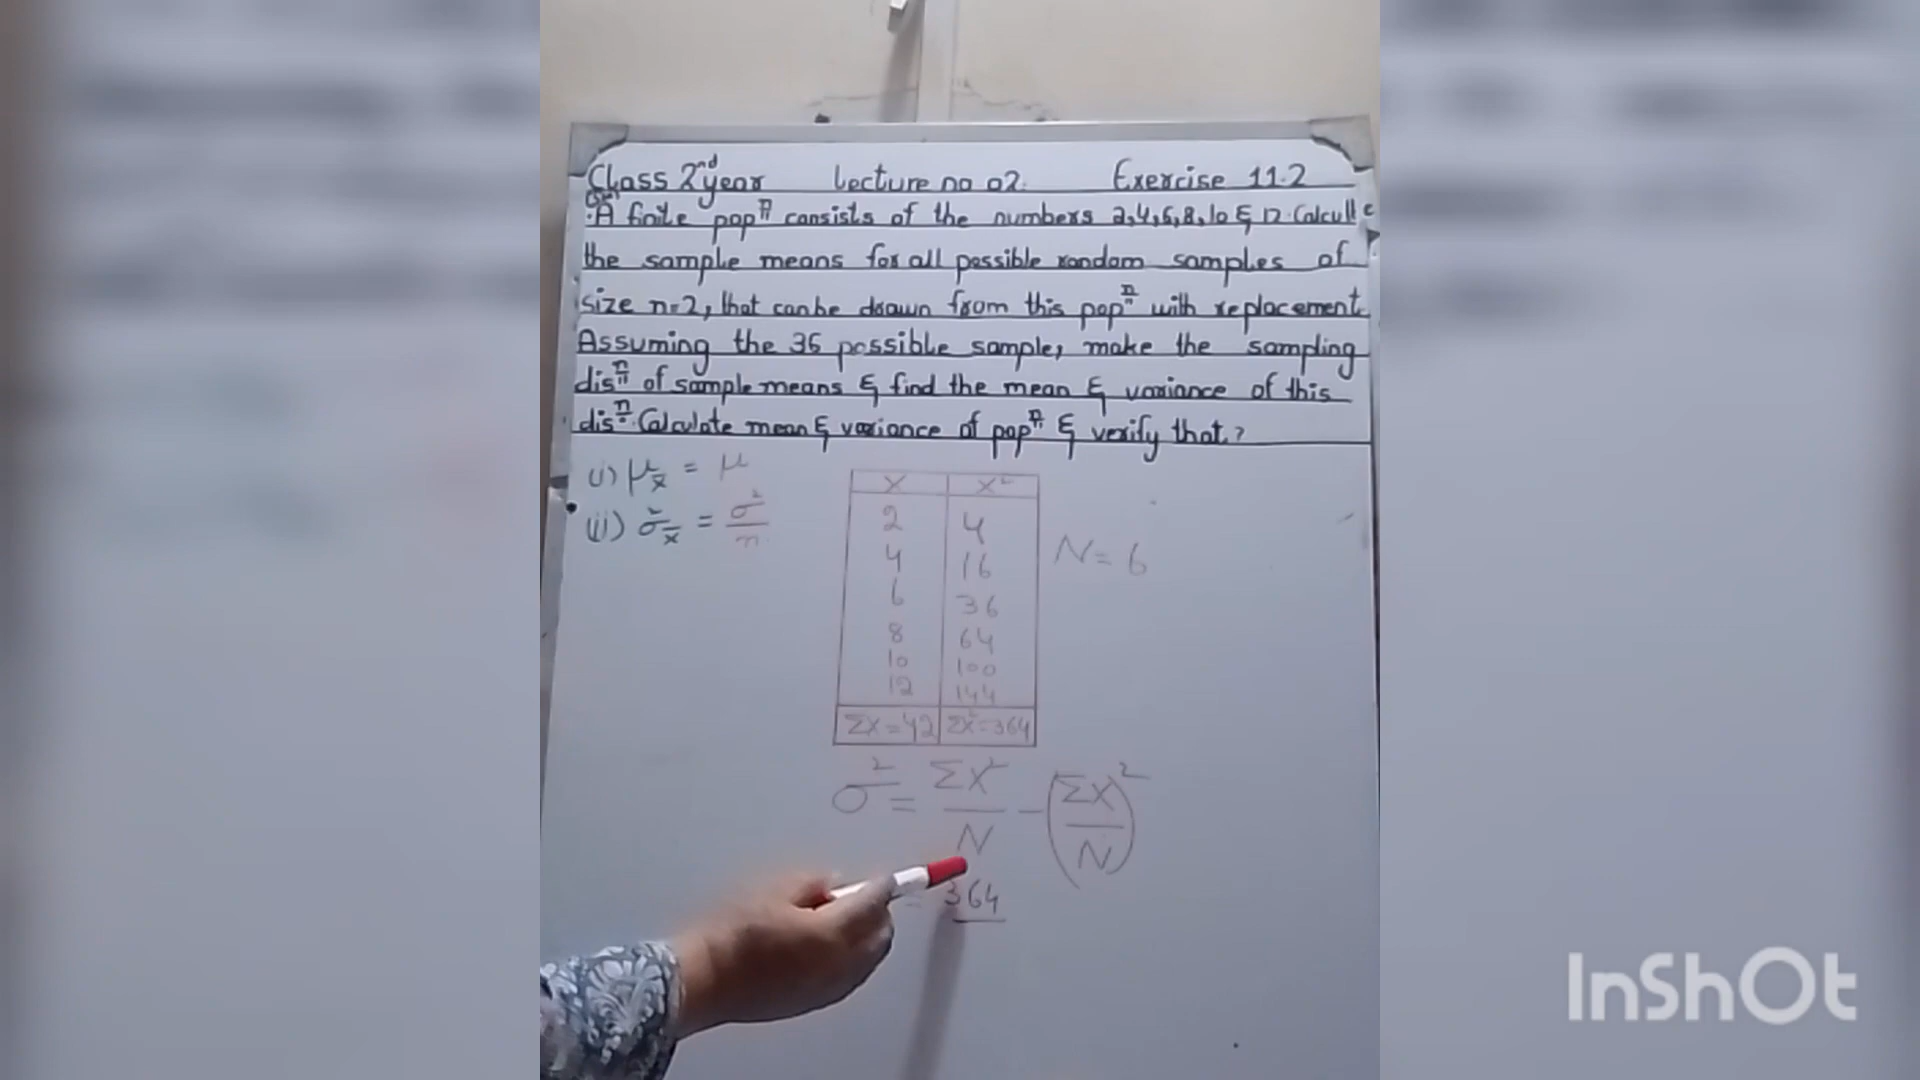 Class 2nd year Lecture no 02. Exercise 11.2
A finite popⁿ consists of the numbers 2,4,6,8,10 & 12. Calcul
the sample means for all possible random samples of
size n=2, that can be drawn from this popⁿ with replacement.
Assuming the 36 possible sample, make the sampling
disⁿ of sample means & find the mean & variance of this
disⁿ. Calculate mean & variance of popⁿ & verify that?
(i) μx̄ = μ
(ii) σ²x̄ = σ²/n
X X²
2 4
4 16
6 36
8 64
10 100
12 144
ΣX=42 ΣX²=364
N=6
σ² = ΣX²/N - (ΣX/N)²
= 364
InShOt